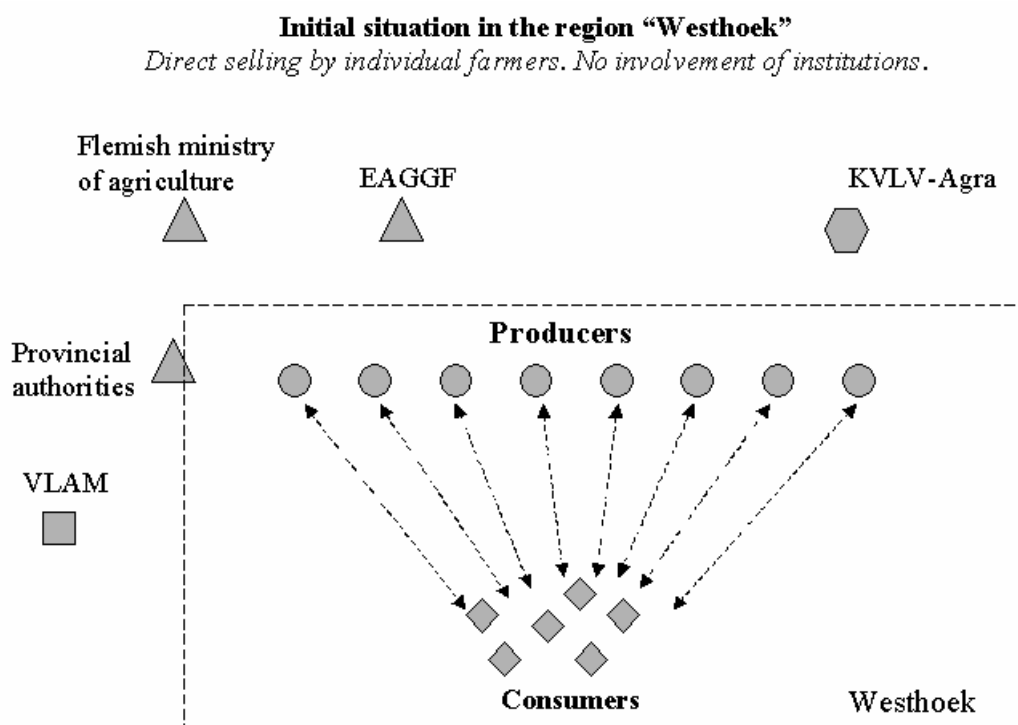 Initial situation in the region “Westhoek”
Direct selling by individual farmers. No involvement of institutions.
Flemish ministry
of agriculture
EAGGF
KVLV-Agra
Producers
Provincial
authorities
VLAM
Consumers
Westhoek